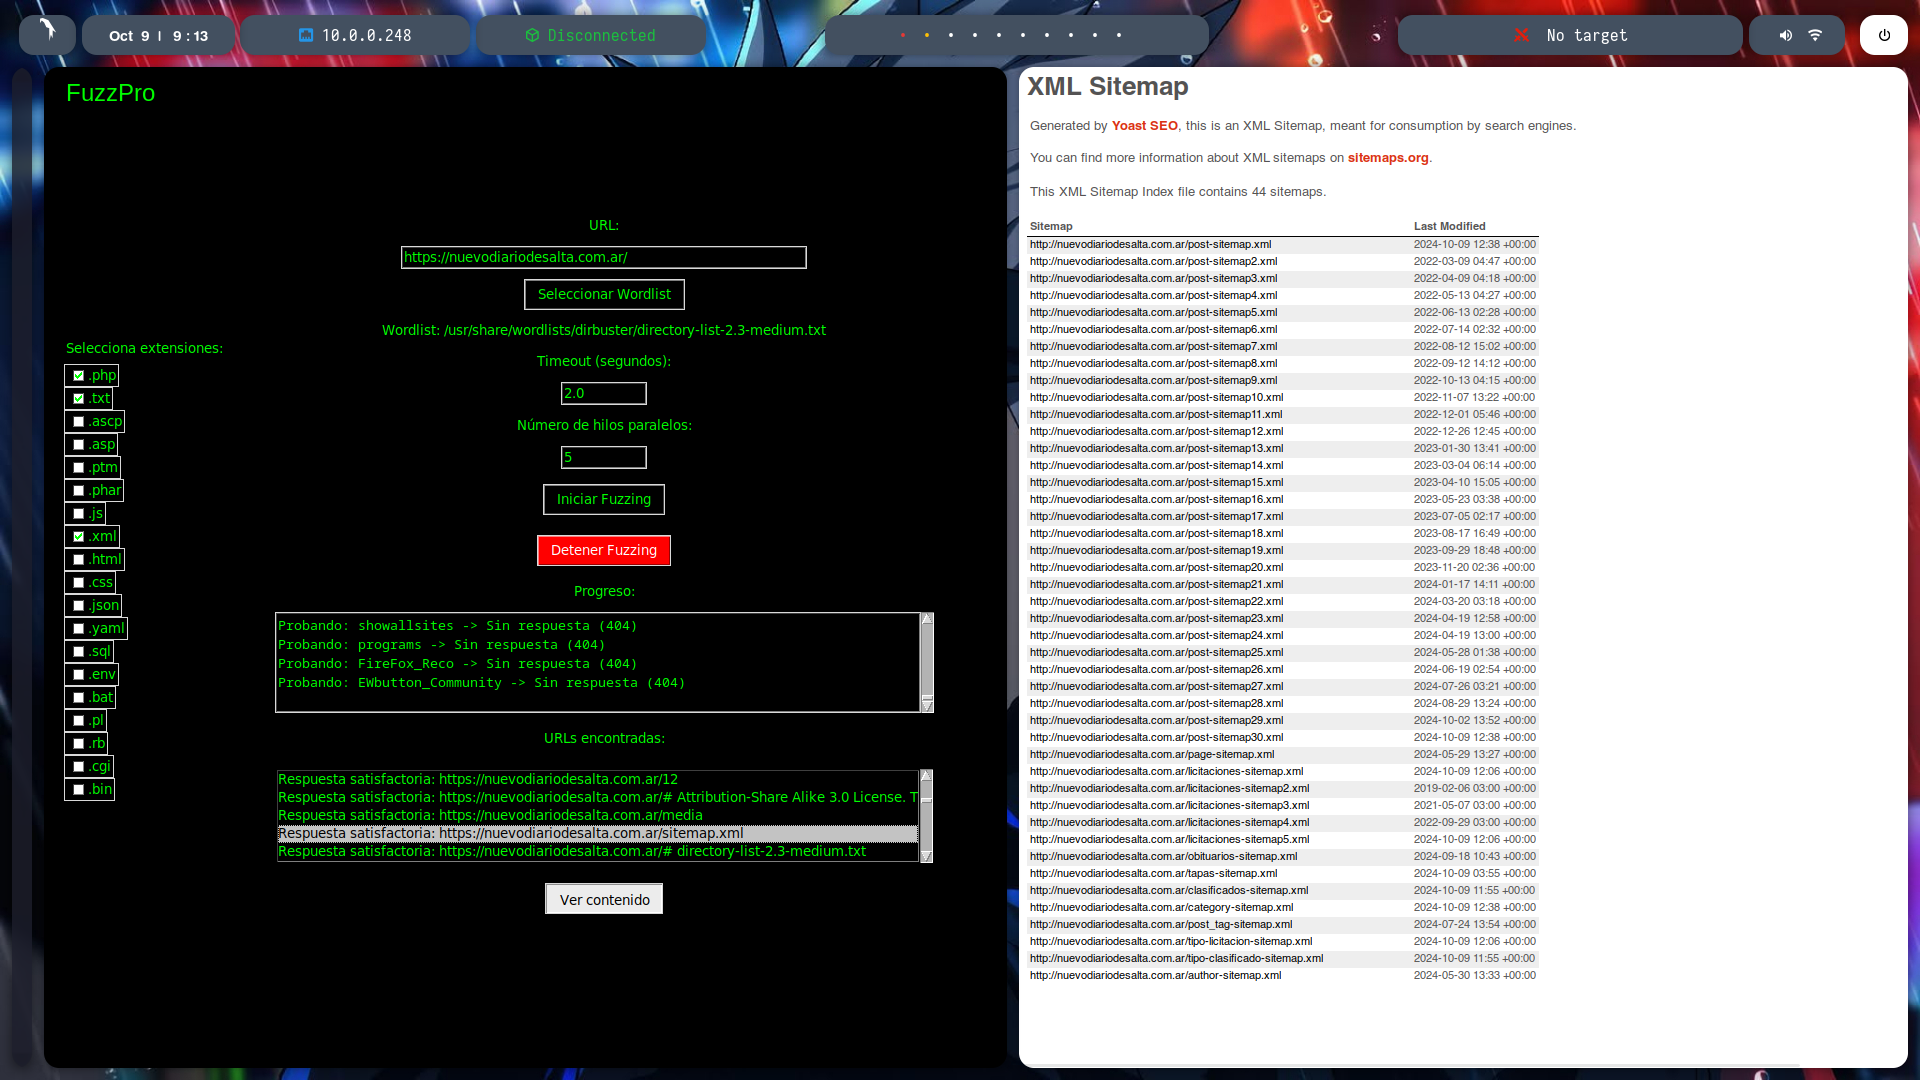 Oct 9 | 9:13
10.0.0.248
Disconnected
No target
FuzzPro
URL:
https://nuevodiariodesalta.com.ar/
Seleccionar Wordlist
Wordlist: /usr/share/wordlists/dirbuster/directory-list-2.3-medium.txt
Timeout (segundos):
2.0
Número de hilos paralelos:
5
Iniciar Fuzzing
Detener Fuzzing
Selecciona extensiones:
.php
.txt
.ascp
.asp
.ptm
.phar
.js
.xml
.html
.css
.json
.yaml
.sql
.env
.bat
.pl
.rb
.cgi
.bin
Progreso:
Probando: showallsites -> Sin respuesta (404)
Probando: programs -> Sin respuesta (404)
Probando: FireFox_Reco -> Sin respuesta (404)
Probando: EWbutton_Community -> Sin respuesta (404)
URLs encontradas:
Respuesta satisfactoria: https://nuevodiariodesalta.com.ar/12
Respuesta satisfactoria: https://nuevodiariodesalta.com.ar/# Attribution-Share Alike 3.0 License. T
Respuesta satisfactoria: https://nuevodiariodesalta.com.ar/media
Respuesta satisfactoria: https://nuevodiariodesalta.com.ar/sitemap.xml
Respuesta satisfactoria: https://nuevodiariodesalta.com.ar/# directory-list-2.3-medium.txt
Ver contenido
XML Sitemap
Generated by Yoast SEO, this is an XML Sitemap, meant for consumption by search engines.
You can find more information about XML sitemaps on sitemaps.org.
This XML Sitemap Index file contains 44 sitemaps.
Sitemap Last Modified
http://nuevodiariodesalta.com.ar/post-sitemap.xml 2024-10-09 12:38 +00:00
http://nuevodiariodesalta.com.ar/post-sitemap2.xml 2022-03-09 04:47 +00:00
http://nuevodiariodesalta.com.ar/post-sitemap3.xml 2022-04-09 04:18 +00:00
http://nuevodiariodesalta.com.ar/post-sitemap4.xml 2022-05-13 04:27 +00:00
http://nuevodiariodesalta.com.ar/post-sitemap5.xml 2022-06-13 02:28 +00:00
http://nuevodiariodesalta.com.ar/post-sitemap6.xml 2022-07-14 02:32 +00:00
http://nuevodiariodesalta.com.ar/post-sitemap7.xml 2022-08-12 15:02 +00:00
http://nuevodiariodesalta.com.ar/post-sitemap8.xml 2022-09-12 14:12 +00:00
http://nuevodiariodesalta.com.ar/post-sitemap9.xml 2022-10-13 04:15 +00:00
http://nuevodiariodesalta.com.ar/post-sitemap10.xml 2022-11-07 13:22 +00:00
http://nuevodiariodesalta.com.ar/post-sitemap11.xml 2022-12-01 05:46 +00:00
http://nuevodiariodesalta.com.ar/post-sitemap12.xml 2022-12-26 12:45 +00:00
http://nuevodiariodesalta.com.ar/post-sitemap13.xml 2023-01-30 13:41 +00:00
http://nuevodiariodesalta.com.ar/post-sitemap14.xml 2023-03-04 06:14 +00:00
http://nuevodiariodesalta.com.ar/post-sitemap15.xml 2023-04-10 15:05 +00:00
http://nuevodiariodesalta.com.ar/post-sitemap16.xml 2023-05-23 03:38 +00:00
http://nuevodiariodesalta.com.ar/post-sitemap17.xml 2023-07-05 02:17 +00:00
http://nuevodiariodesalta.com.ar/post-sitemap18.xml 2023-08-17 16:49 +00:00
http://nuevodiariodesalta.com.ar/post-sitemap19.xml 2023-09-29 18:48 +00:00
http://nuevodiariodesalta.com.ar/post-sitemap20.xml 2023-11-20 02:36 +00:00
http://nuevodiariodesalta.com.ar/post-sitemap21.xml 2024-01-17 14:11 +00:00
http://nuevodiariodesalta.com.ar/post-sitemap22.xml 2024-03-20 03:18 +00:00
http://nuevodiariodesalta.com.ar/post-sitemap23.xml 2024-04-19 12:58 +00:00
http://nuevodiariodesalta.com.ar/post-sitemap24.xml 2024-04-19 13:00 +00:00
http://nuevodiariodesalta.com.ar/post-sitemap25.xml 2024-05-28 01:38 +00:00
http://nuevodiariodesalta.com.ar/post-sitemap26.xml 2024-06-19 02:54 +00:00
http://nuevodiariodesalta.com.ar/post-sitemap27.xml 2024-07-26 03:21 +00:00
http://nuevodiariodesalta.com.ar/post-sitemap28.xml 2024-08-29 13:24 +00:00
http://nuevodiariodesalta.com.ar/post-sitemap29.xml 2024-10-02 13:52 +00:00
http://nuevodiariodesalta.com.ar/post-sitemap30.xml 2024-10-09 12:38 +00:00
http://nuevodiariodesalta.com.ar/page-sitemap.xml 2024-05-29 13:27 +00:00
http://nuevodiariodesalta.com.ar/licitaciones-sitemap.xml 2024-10-09 12:06 +00:00
http://nuevodiariodesalta.com.ar/licitaciones-sitemap2.xml 2019-02-06 03:00 +00:00
http://nuevodiariodesalta.com.ar/licitaciones-sitemap3.xml 2021-05-07 03:00 +00:00
http://nuevodiariodesalta.com.ar/licitaciones-sitemap4.xml 2022-09-29 03:00 +00:00
http://nuevodiariodesalta.com.ar/licitaciones-sitemap5.xml 2024-10-09 12:06 +00:00
http://nuevodiariodesalta.com.ar/obituarios-sitemap.xml 2024-09-18 10:43 +00:00
http://nuevodiariodesalta.com.ar/tapas-sitemap.xml 2024-10-09 03:55 +00:00
http://nuevodiariodesalta.com.ar/clasificados-sitemap.xml 2024-10-09 11:55 +00:00
http://nuevodiariodesalta.com.ar/category-sitemap.xml 2024-10-09 12:38 +00:00
http://nuevodiariodesalta.com.ar/post_tag-sitemap.xml 2024-07-24 13:54 +00:00
http://nuevodiariodesalta.com.ar/tipo-licitacion-sitemap.xml 2024-10-09 12:06 +00:00
http://nuevodiariodesalta.com.ar/tipo-clasificado-sitemap.xml 2024-10-09 11:55 +00:00
http://nuevodiariodesalta.com.ar/author-sitemap.xml 2024-05-30 13:33 +00:00